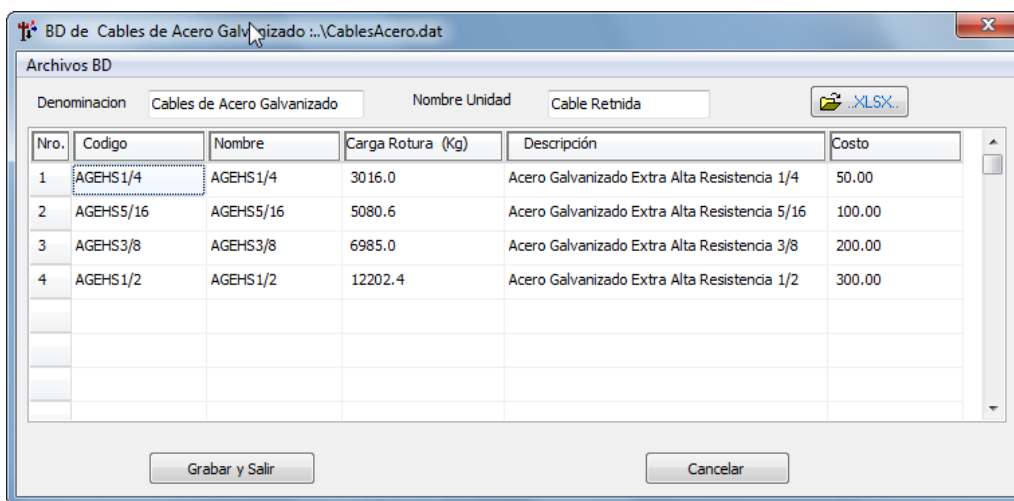 BD de Cables de Acero Galvanizado :..\CablesAcero.dat
Archivos BD
Denominacion Cables de Acero Galvanizado Nombre Unidad Cable Retnida ..XLSX..
Nro. Codigo Nombre Carga Rotura (Kg) Descripción Costo
1 AGEHS1/4 AGEHS1/4 3016.0 Acero Galvanizado Extra Alta Resistencia 1/4 50.00
2 AGEHS5/16 AGEHS5/16 5080.6 Acero Galvanizado Extra Alta Resistencia 5/16 100.00
3 AGEHS3/8 AGEHS3/8 6985.0 Acero Galvanizado Extra Alta Resistencia 3/8 200.00
4 AGEHS1/2 AGEHS1/2 12202.4 Acero Galvanizado Extra Alta Resistencia 1/2 300.00
Grabar y Salir Cancelar